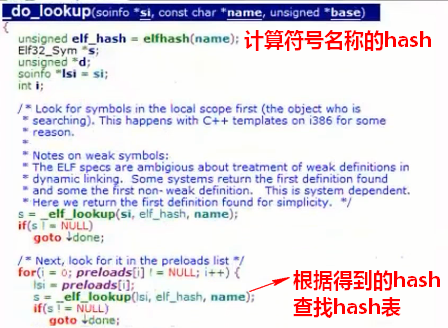 _do_lookup(soinfo *si, const char *name, unsigned *base)
{
unsigned elf_hash = elfhash(name); 计算符号名称的hash
Elf32_Sym *s;
unsigned *d;
soinfo *lsi = si;
int i;
/* Look for symbols in the local scope first (the object who is
* searching). This happens with C++ templates on i386 for some
* reason.
*
* Notes on weak symbols:
* The ELF specs are ambigious about treatment of weak definitions in
* dynamic linking.  Some systems return the first definition found
* and some the first non-weak definition.   This is system dependent.
* Here we return the first definition found for simplicity.  */
s = _elf_lookup(si, elf_hash, name);
if(s != NULL)
goto ↓done;
/* Next, look for it in the preloads list */
for(i = 0; preloads[i] != NULL; i++) {
lsi = preloads[i];
s = _elf_lookup(lsi, elf_hash, name);
if(s != NULL)
goto ↓done;
根据得到的hash
查找hash表